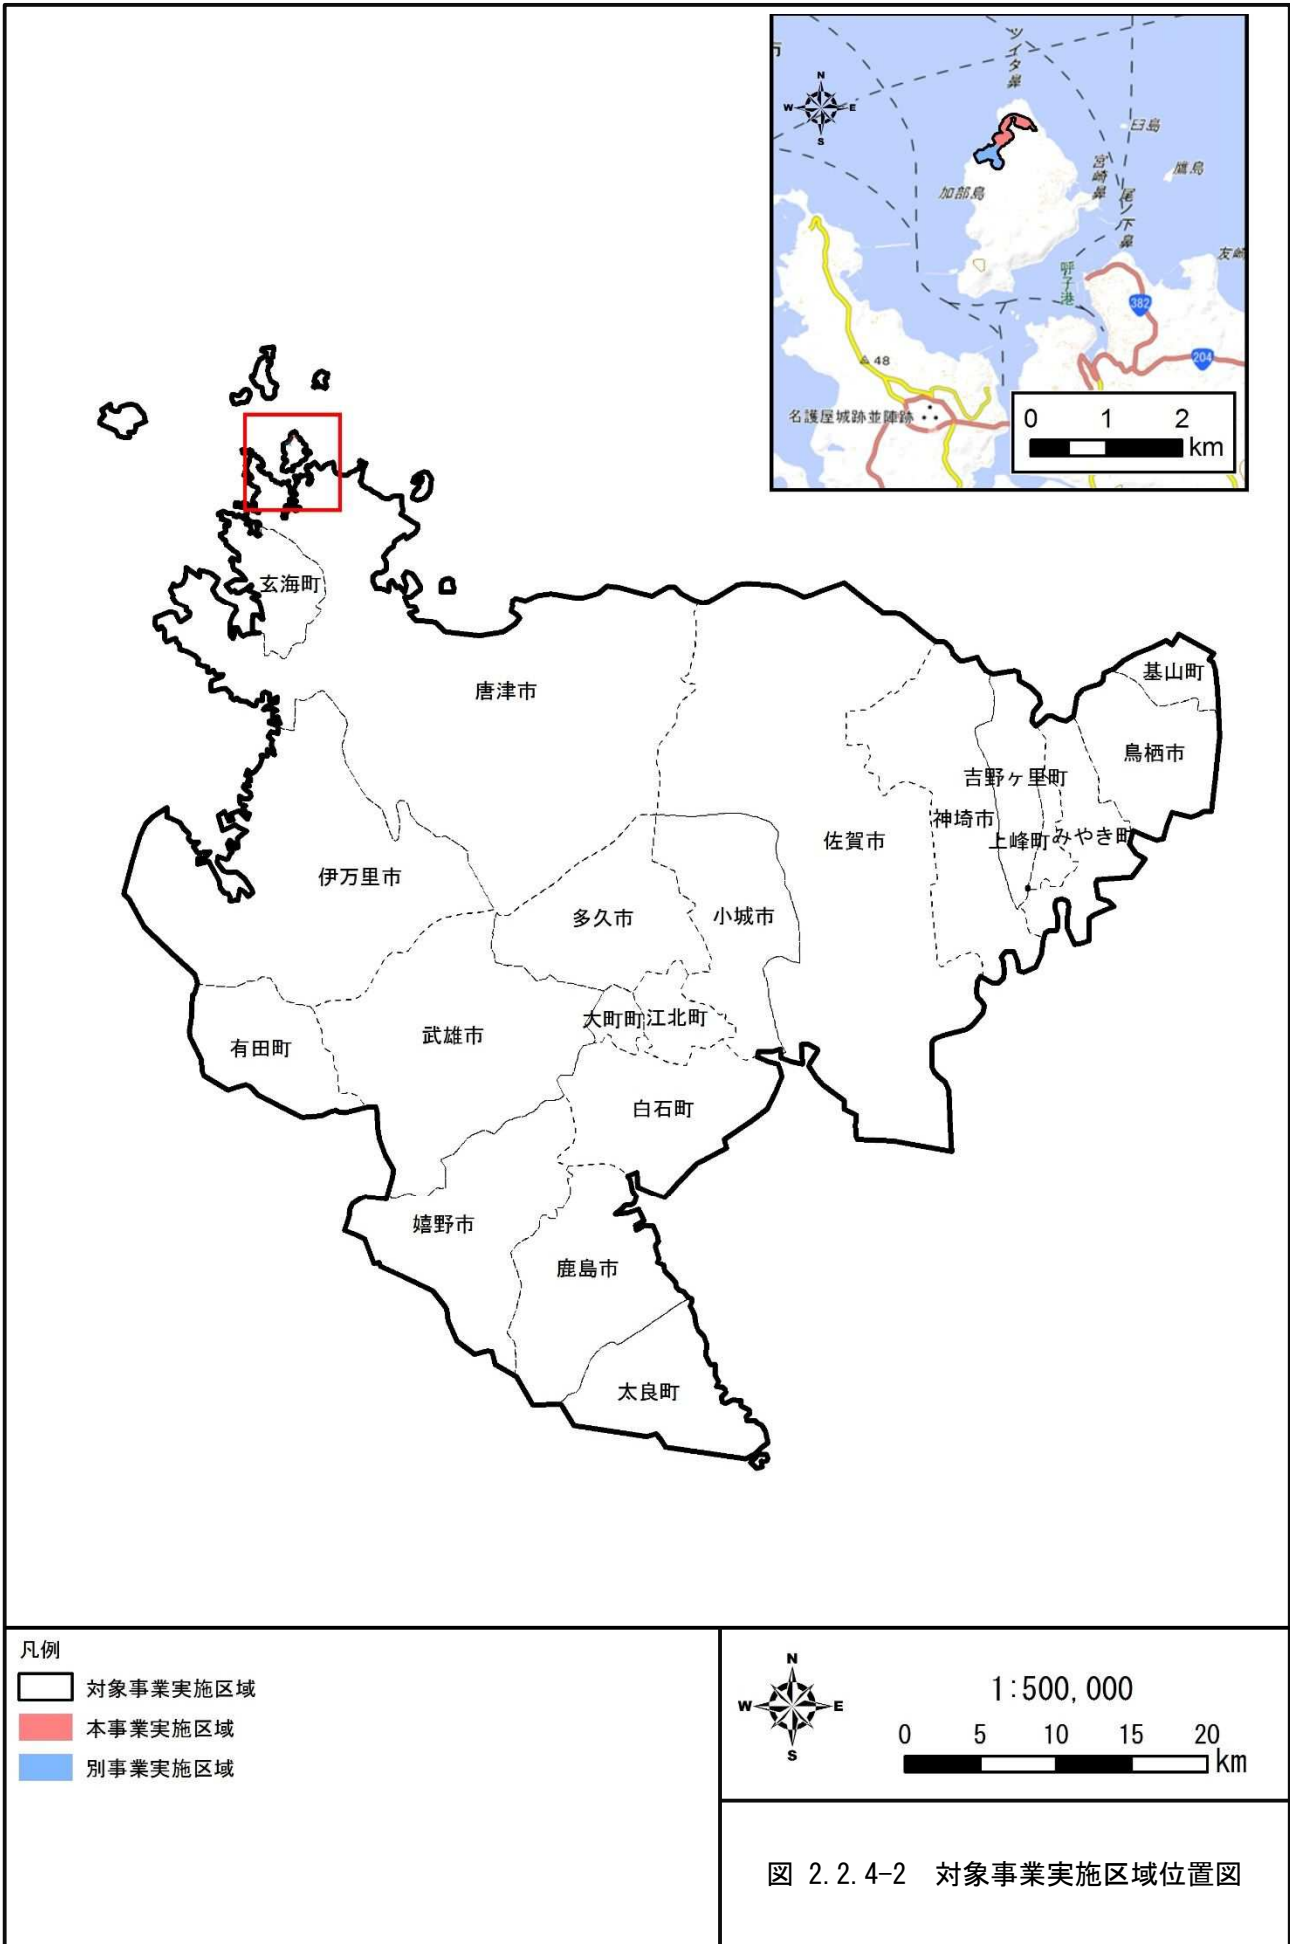 ツイタ鼻
N
W E
S
臼島
鷹島
宮崎鼻
尾ノ下鼻
加部島
友崎
呼子港
382
48
204
名護屋城跡並陣跡
0 1 2
km
玄海町
唐津市
基山町
鳥栖市
吉野ヶ里町
神埼市
上峰町
みやき町
佐賀市
伊万里市
多久市
小城市
大町町
江北町
武雄市
有田町
白石町
嬉野市
鹿島市
太良町
凡例
対象事業実施区域
本事業実施区域
別事業実施区域
N
W E
S
1:500,000
0 5 10 15 20
km
図 2.2.4-2 対象事業実施区域位置図